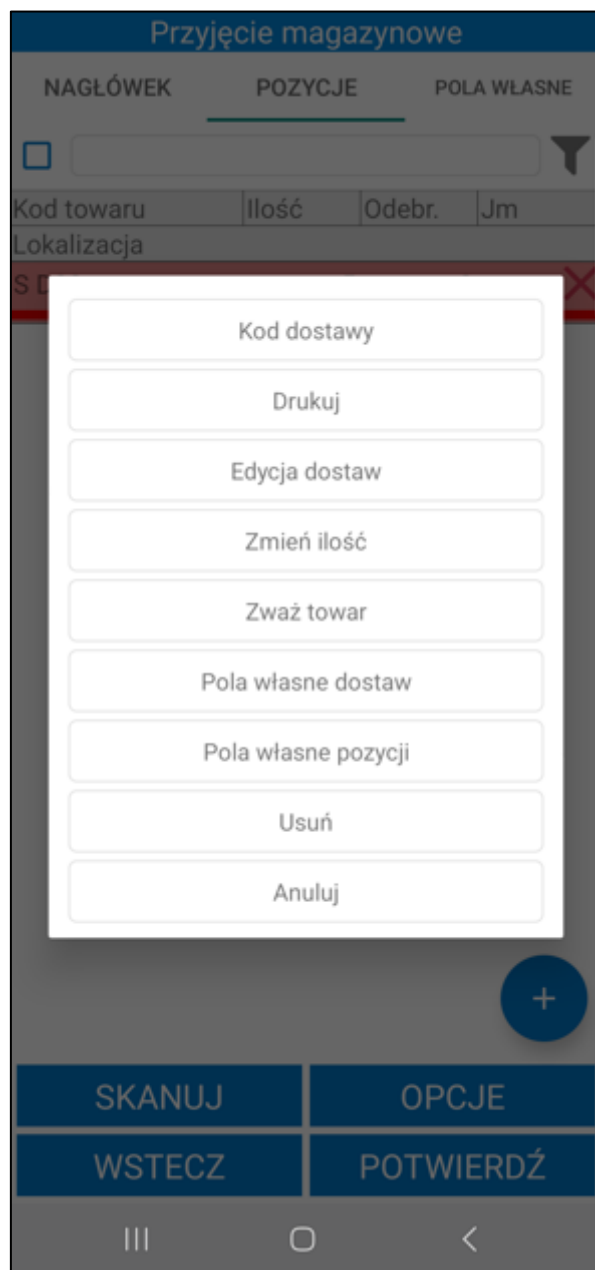 Przyjęcie magazynowe
NAGŁÓWEK POZYCJE POLA WŁASNE
Kod towaru Ilość Odebr. Jm
Lokalizacja
Kod dostawy
Drukuj
Edycja dostaw
Zmień ilość
Zważ towar
Pola własne dostaw
Pola własne pozycji
Usuń
Anuluj
+
SKANUJ OPCJE
WSTECZ POTWIERDŹ